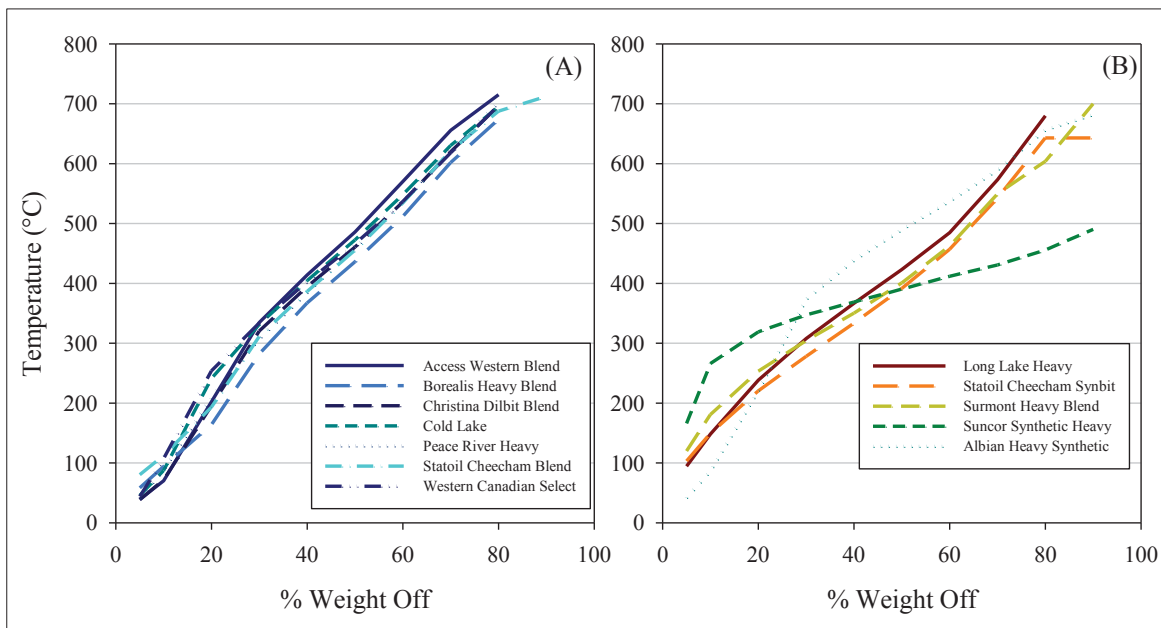 (A)
800
700
600
500
400
300
200
100
0
Temperature (°C)
Access Western Blend
Borealis Heavy Blend
Christina Dilbit Blend
Cold Lake
Peace River Heavy
Statoil Cheecham Blend
Western Canadian Select
0 20 40 60 80 100
% Weight Off
(B)
800
700
600
500
400
300
200
100
0
Long Lake Heavy
Statoil Cheecham Synbit
Surmont Heavy Blend
Suncor Synthetic Heavy
Albian Heavy Synthetic
0 20 40 60 80 100
% Weight Off